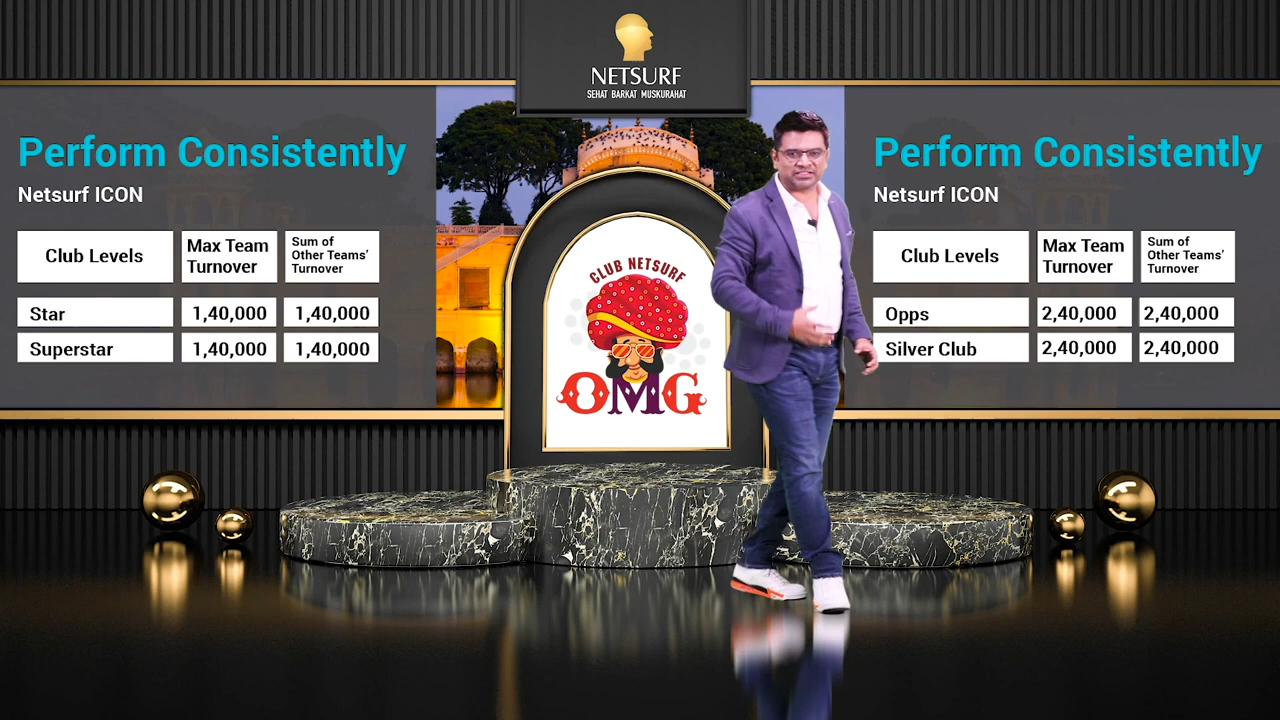 NETSURF
SEHAT BARKAT MUSKURAHAT
Perform Consistently
Netsurf ICON
Club Levels
Max Team
Turnover
Sum of
Other Teams'
Turnover
Star
1,40,000
1,40,000
Superstar
1,40,000
1,40,000
CLUB NETSURF
OMG
Perform Consistently
Netsurf ICON
Club Levels
Max Team
Turnover
Sum of
Other Teams'
Turnover
Opps
2,40,000
2,40,000
Silver Club
2,40,000
2,40,000